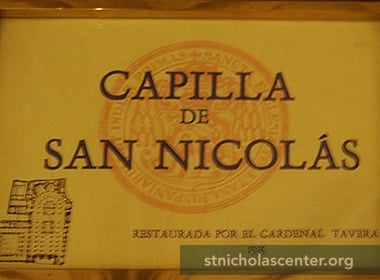 CAPILLA
DE
SAN NICOLÁS
RESTAURADA POR EL CARDENAL TAVERA
stnicholascenter.org